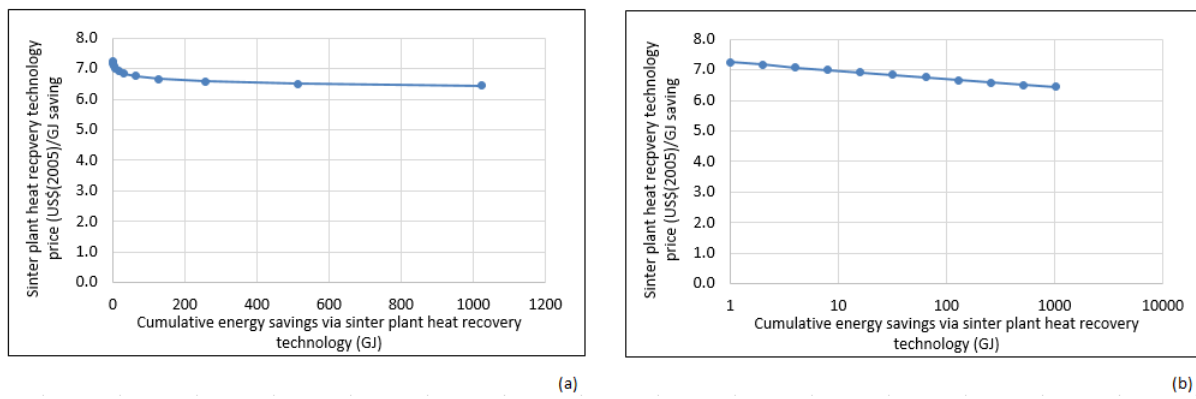 Sinter plant heat recpvery technology
price (US$(2005)/GJ saving
8.0
7.0
6.0
5.0
4.0
3.0
2.0
1.0
0.0
0 200 400 600 800 1000 1200
Cumulative energy savings via sinter plant heat recovery
technology (GJ)
(a)
Sinter plant heat recovery technology
price (US$(2005)/GJ saving
8.0
7.0
6.0
5.0
4.0
3.0
2.0
1.0
0.0
1 10 100 1000 10000
Cumulative energy savings via sinter plant heat recovery
technology (GJ)
(b)